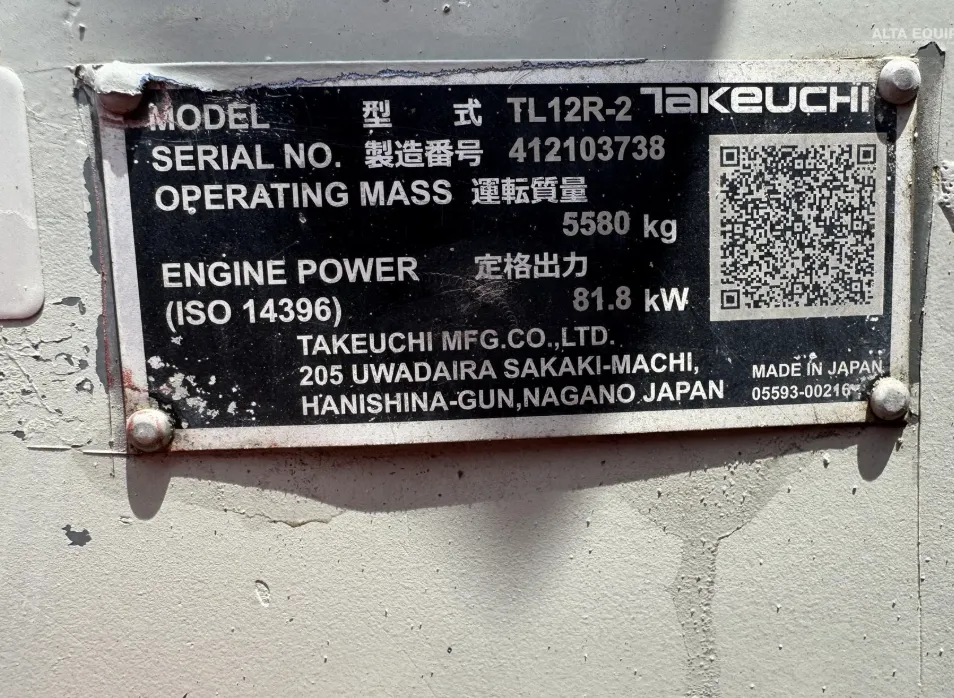 ALTA EQUIP
TAKEUCHI
MODEL 型 式 TL12R-2
SERIAL NO. 製造番号 412103738
OPERATING MASS 運転質量
5580 kg
ENGINE POWER 定格出力
(ISO 14396) 81.8 kW
TAKEUCHI MFG.CO.,LTD.
205 UWADAIRA SAKAKI-MACHI,
HANISHINA-GUN,NAGANO JAPAN
MADE IN JAPAN
05593-00216